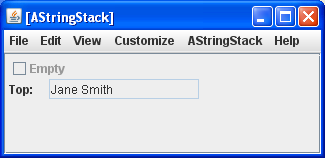 [AStringStack]
File Edit View Customize AStringStack Help
Empty
Top: Jane Smith